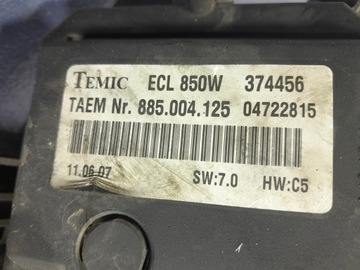 TEMIC ECL 850W 374456
TAEM Nr. 885.004.125 04722815
11.06.07 SW:7.0 HW:C5